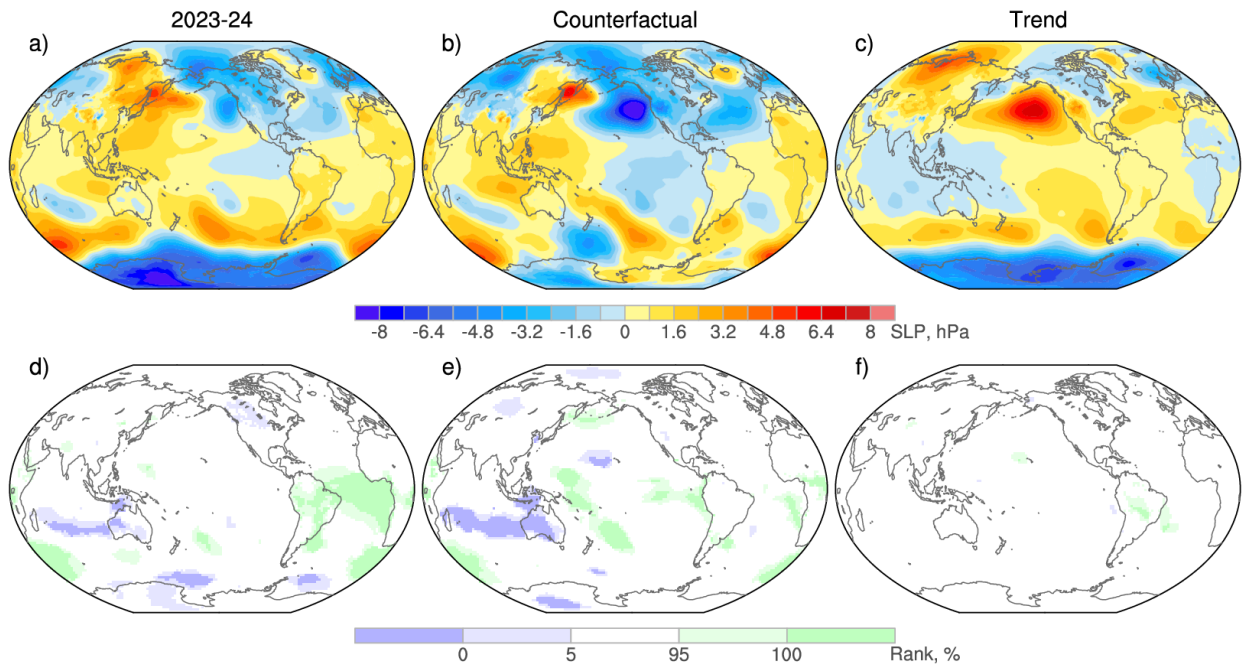 2023-24 Counterfactual Trend
a) b) c)
-8 -6.4 -4.8 -3.2 -1.6 0 1.6 3.2 4.8 6.4 8 SLP, hPa
d) e) f)
0 5 95 100 Rank, %